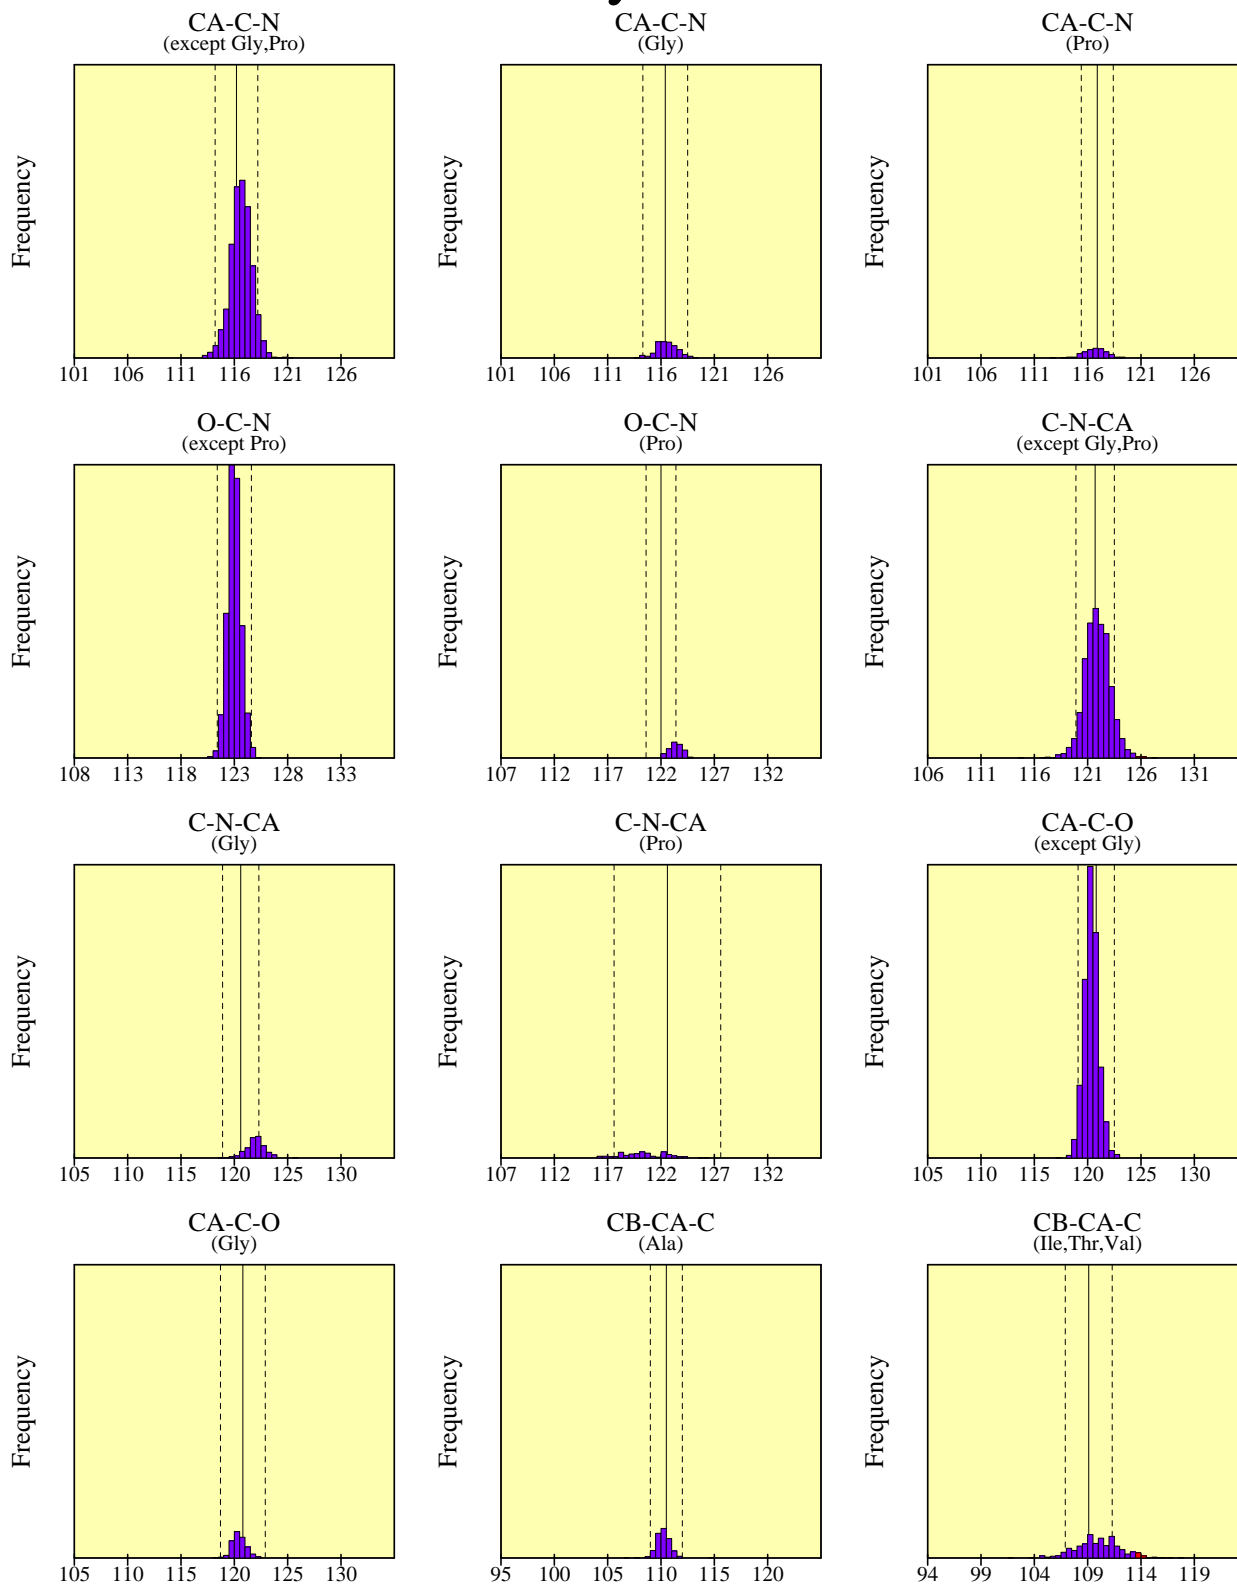 CA-C-N CA-C-N CA-C-N
(except Gly,Pro) (Gly) (Pro)
Frequency Frequency Frequency
101 106 111 116 121 126 101 106 111 116 121 126 101 106 111 116 121 126
O-C-N O-C-N C-N-CA
(except Pro) (Pro) (except Gly,Pro)
Frequency Frequency Frequency
108 113 118 123 128 133 107 112 117 122 127 132 106 111 116 121 126 131
C-N-CA C-N-CA CA-C-O
(Gly) (Pro) (except Gly)
Frequency Frequency Frequency
105 110 115 120 125 130 107 112 117 122 127 132 105 110 115 120 125 130
CA-C-O CB-CA-C CB-CA-C
(Gly) (Ala) (Ile,Thr,Val)
Frequency Frequency Frequency
105 110 115 120 125 130 95 100 105 110 115 120 94 99 104 109 114 119